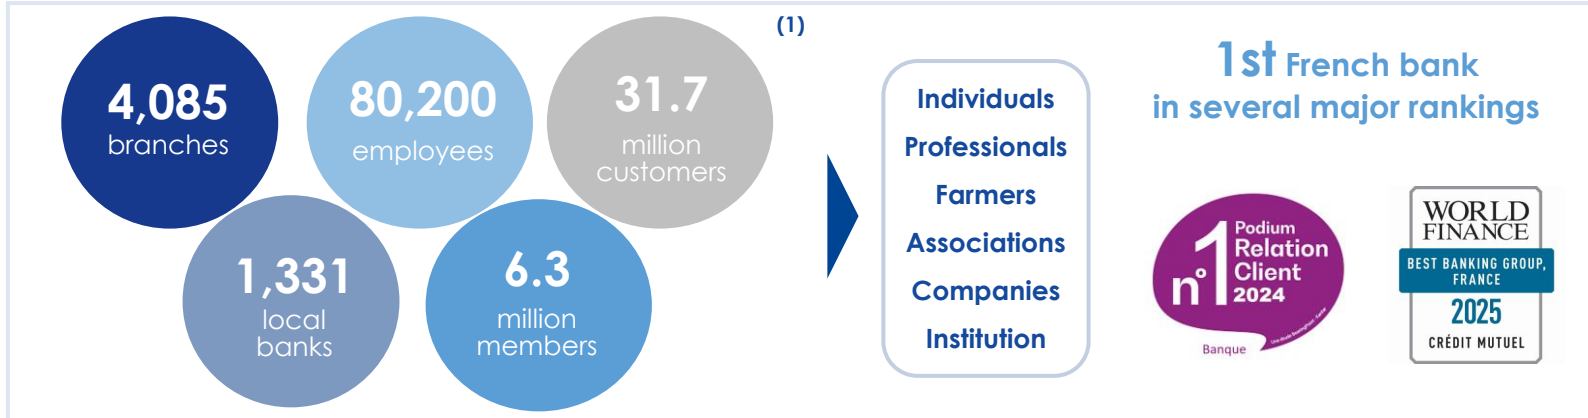 4,085
branches
80,200
employees
31.7
million
customers
(1)
1,331
local
banks
6.3
million
members
Individuals
Professionals
Farmers
Associations
Companies
Institution
1st French bank
in several major rankings
n°1
Podium
Relation
Client
2024
Banque
WORLD
FINANCE
BEST BANKING GROUP,
FRANCE
2025
CRÉDIT MUTUEL